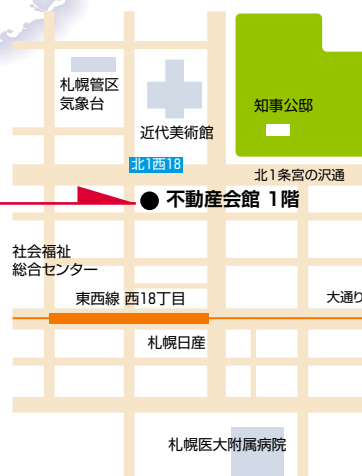 札幌管区
気象台
近代美術館
知事公邸
北1西18
北1条宮の沢通
不動産会館 1階
社会福祉
総合センター
東西線 西18丁目
大通り
札幌日産
札幌医大附属病院